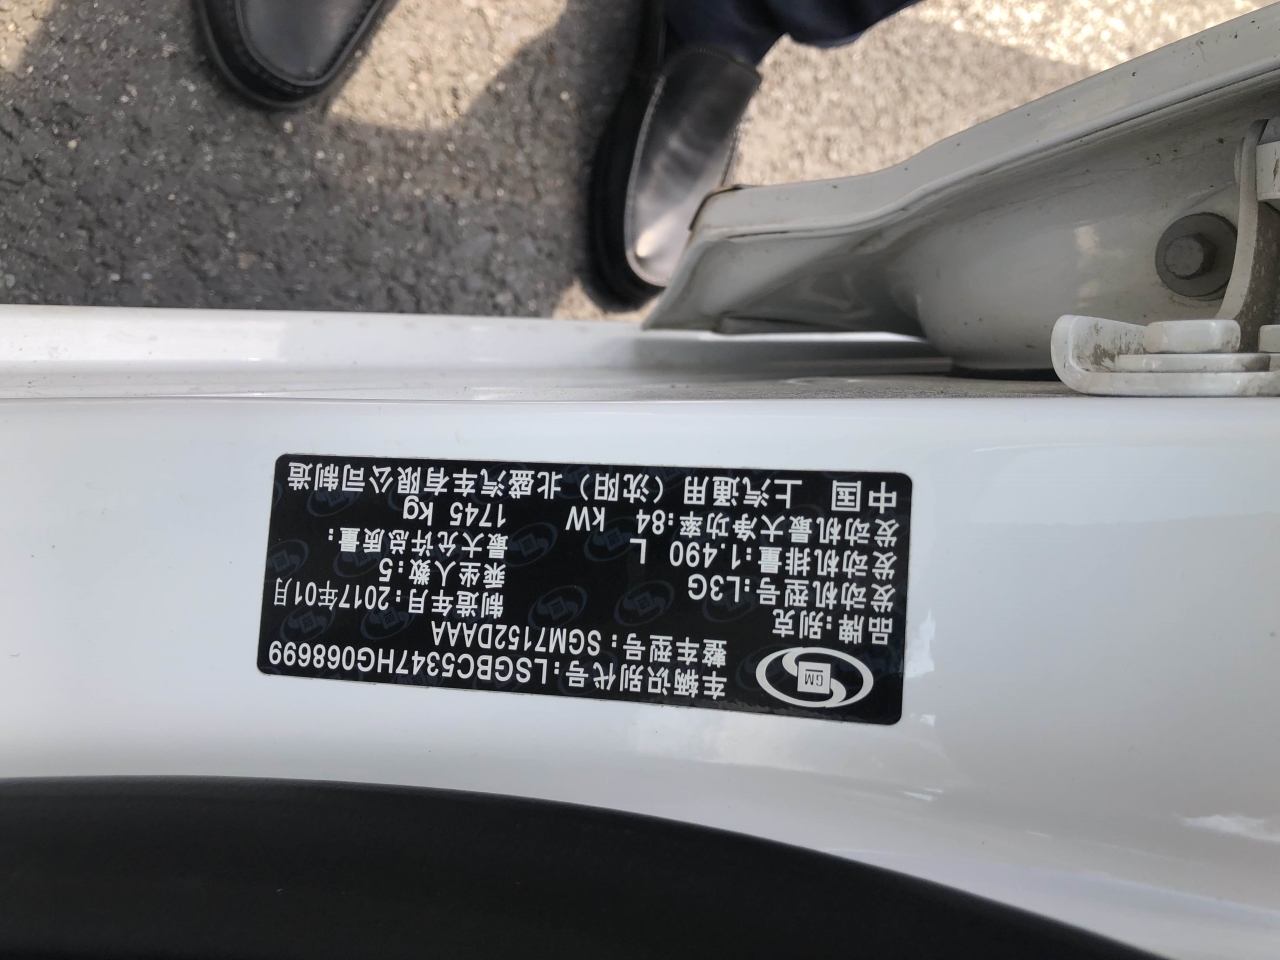 GM
车辆识别代号:LSGBC5347HG068699
整车型号:SGM7152DAAA
品牌:别克 制造年月:2017年01月
发动机型号:L3G 乘坐人数:5
发动机排量:1.490 L 最大允许总质量:
发动机最大净功率:84 kW 1745 kg
中国 上汽通用（沈阳）北盛汽车有限公司制造